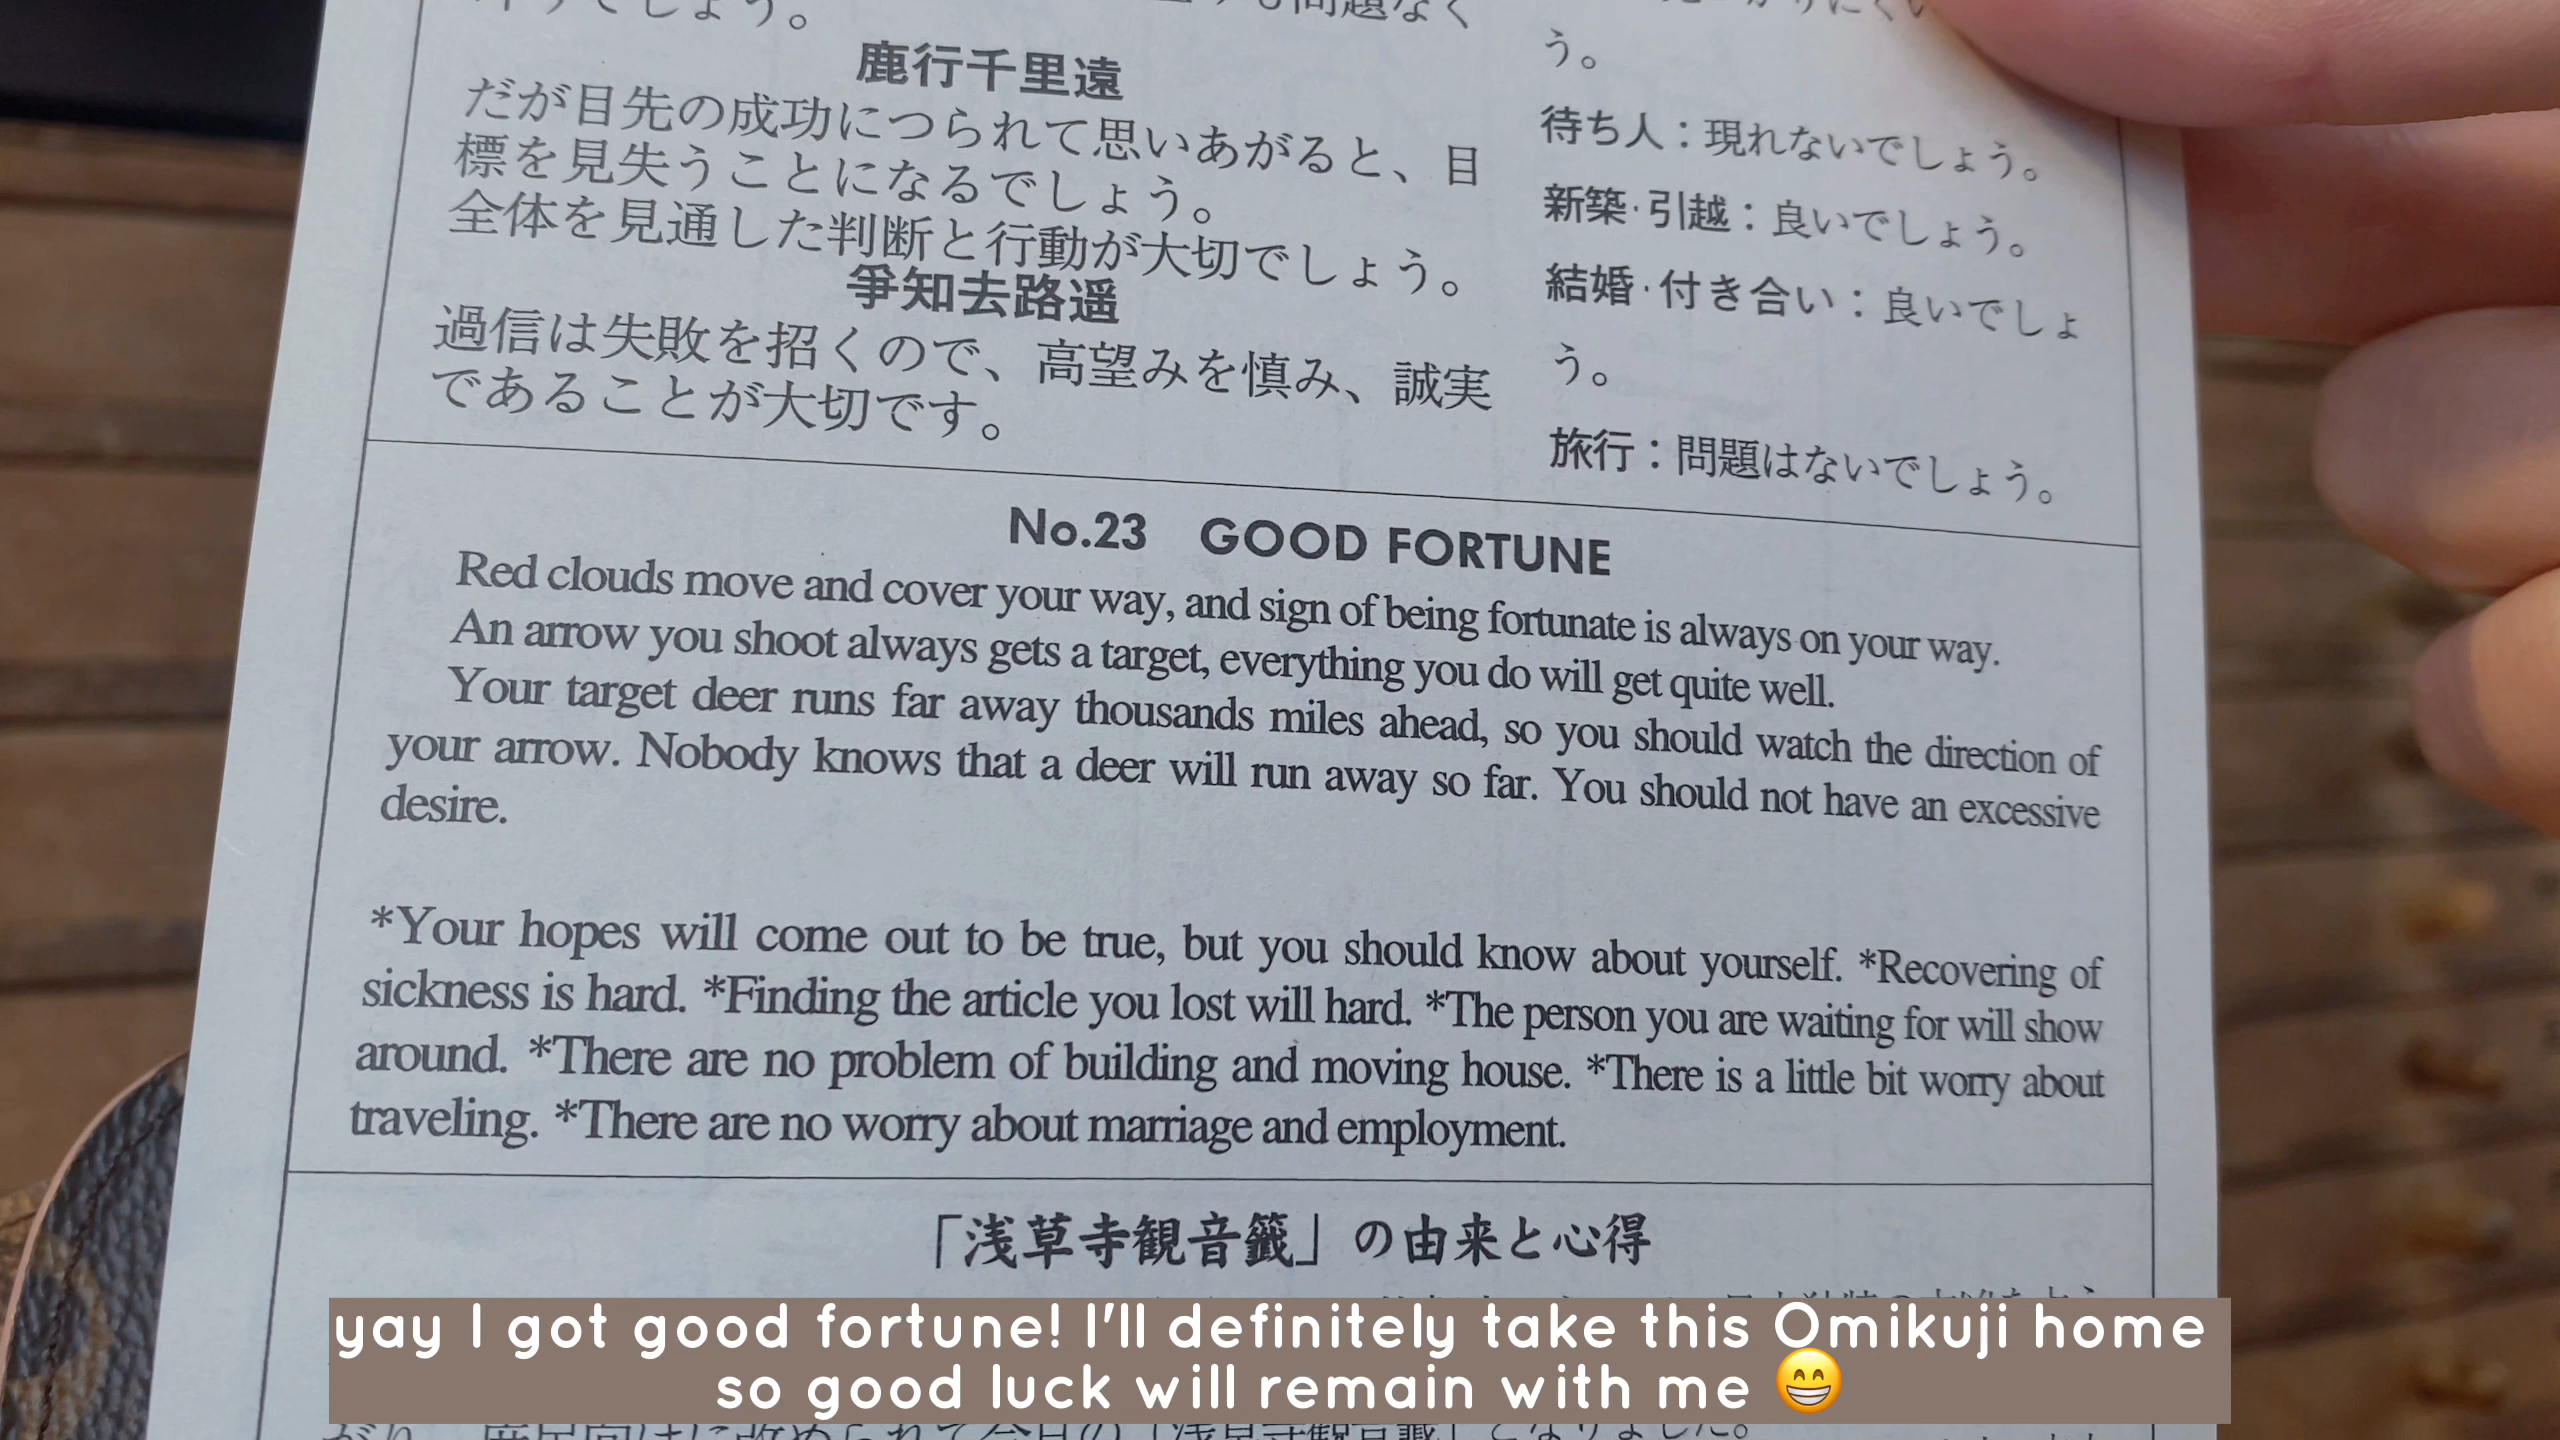 でしょう。
問題なく
鹿行千里遠
だが目先の成功につられて思いあがると、目
標を見失うことになるでしょう。
全体を見通した判断と行動が大切でしょう。
爭知去路遥
過信は失敗を招くので、高望みを慎み、誠実
であることが大切です。
う。
待ち人：現れないでしょう。
新築·引越：良いでしょう。
結婚·付き合い：良いでしょ
う。
旅行：問題はないでしょう。
No.23 GOOD FORTUNE
Red clouds move and cover your way, and sign of being fortunate is always on your way.
An arrow you shoot always gets a target, everything you do will get quite well.
Your target deer runs far away thousands miles ahead, so you should watch the direction of
your arrow. Nobody knows that a deer will run away so far. You should not have an excessive
desire.
*Your hopes will come out to be true, but you should know about yourself. *Recovering of
sickness is hard. *Finding the article you lost will hard. *The person you are waiting for will show
around. *There are no problem of building and moving house. *There is a little bit worry about
traveling. *There are no worry about marriage and employment.
「浅草寺観音籤」の由来と心得
yay I got good fortune! I'll definitely take this Omikuji home
so good luck will remain with me 😁